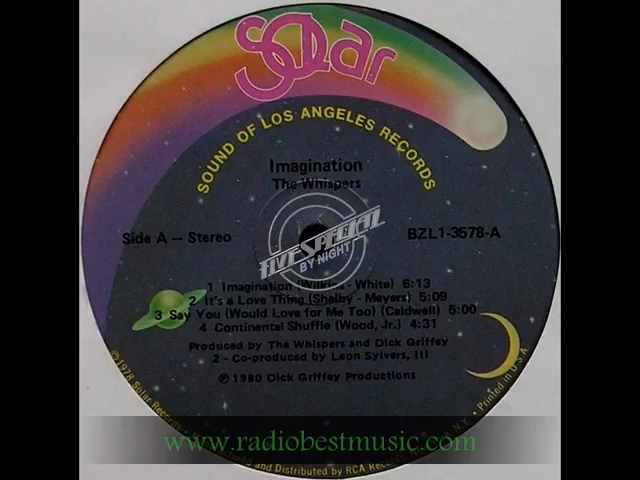 SOLAR
SOUND OF LOS ANGELES RECORDS
Imagination
The Whispers
Side A — Stereo
BZL1-3578-A
FIVE SPECIAL
BY NIGHT
1 Imagination (Wilkins - White) 6:13
2 It's a Love Thing (Shelby - Meyers) 5:09
3 Say You (Would Love for Me Too) (Caldwell) 5:00
4 Continental Shuffle (Wood, Jr.) 4:31
Produced by The Whispers and Dick Griffey
2 - Co-produced by Leon Sylvers, III
℗ 1980 Dick Griffey Productions
© 1978 Solar Records
and Distributed by RCA Records
N.Y.
Printed in U.S.A
www.radiobestmusic.com